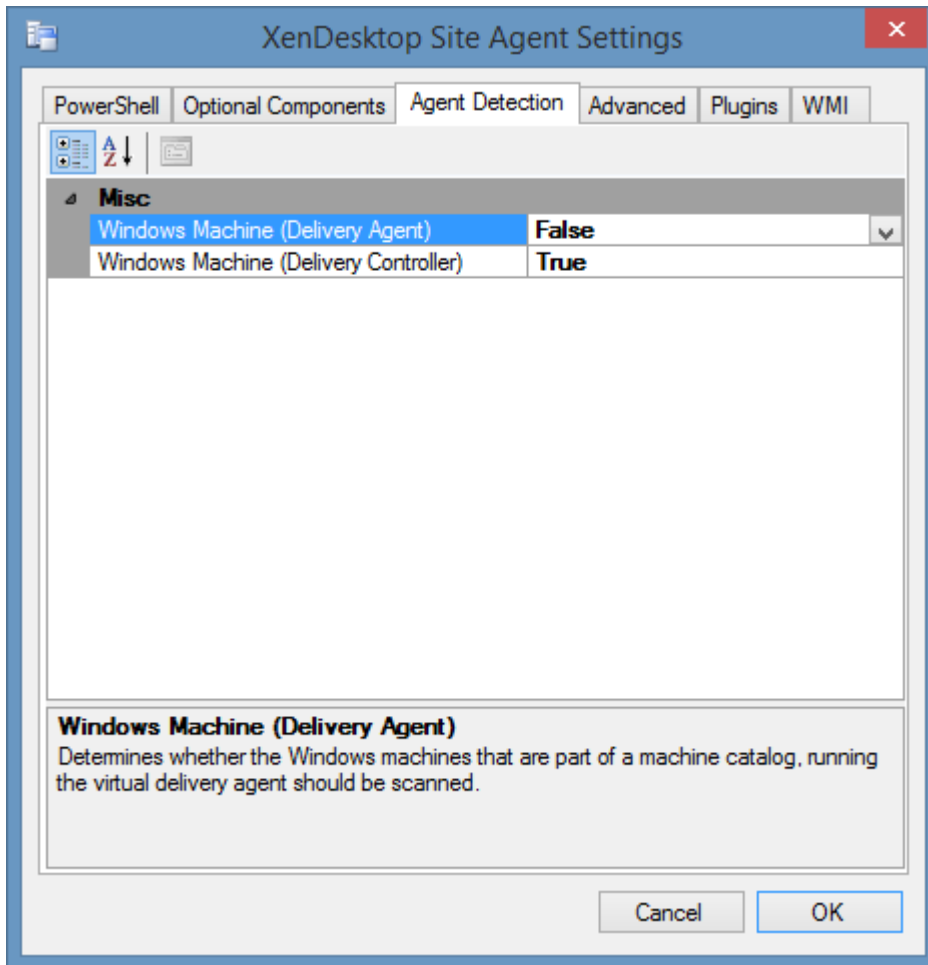 XenDesktop Site Agent Settings
PowerShell Optional Components Agent Detection Advanced Plugins WMI
Misc
Windows Machine (Delivery Agent) False
Windows Machine (Delivery Controller) True
Windows Machine (Delivery Agent)
Determines whether the Windows machines that are part of a machine catalog, running
the virtual delivery agent should be scanned.
Cancel OK